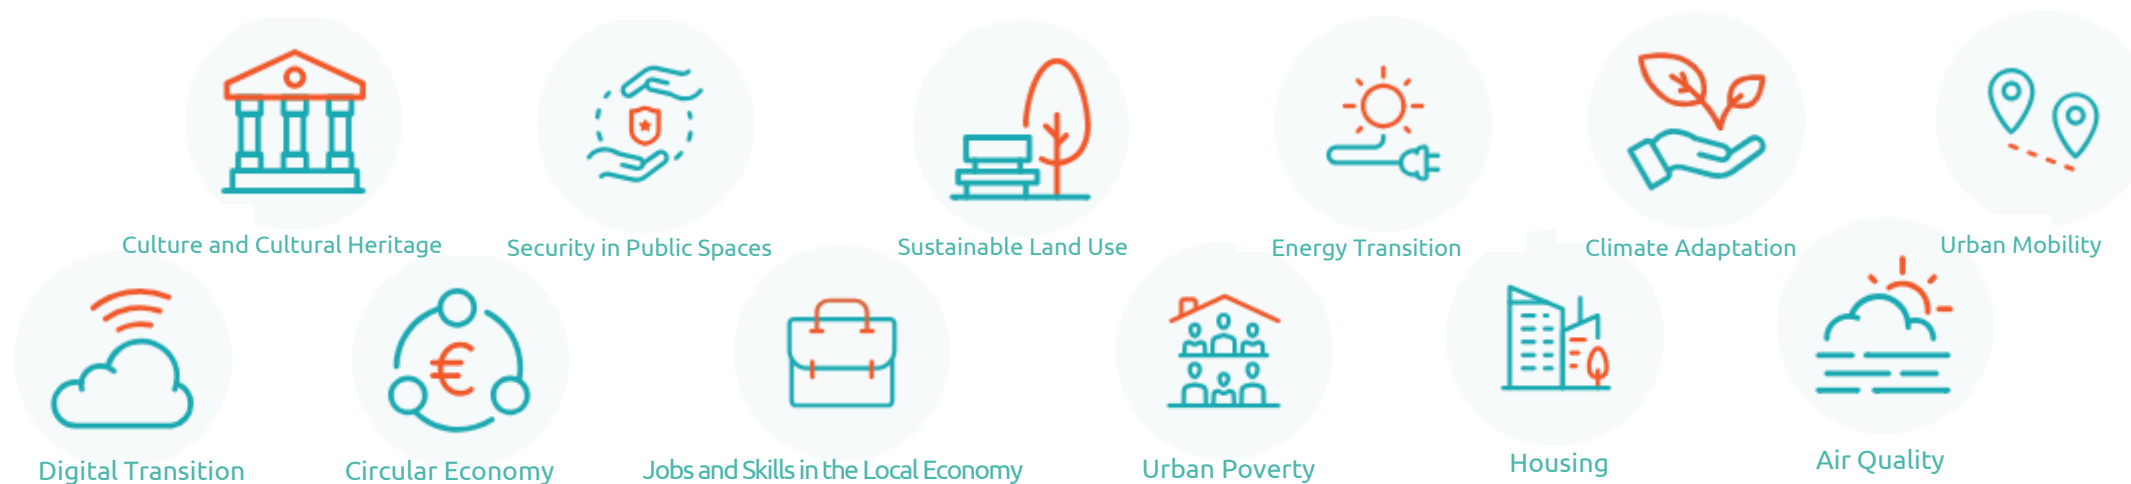 Culture and Cultural Heritage
Security in Public Spaces
Sustainable Land Use
Energy Transition
Climate Adaptation
Urban Mobility
Digital Transition
Circular Economy
€
Jobs and Skills in the Local Economy
Urban Poverty
Housing
Air Quality